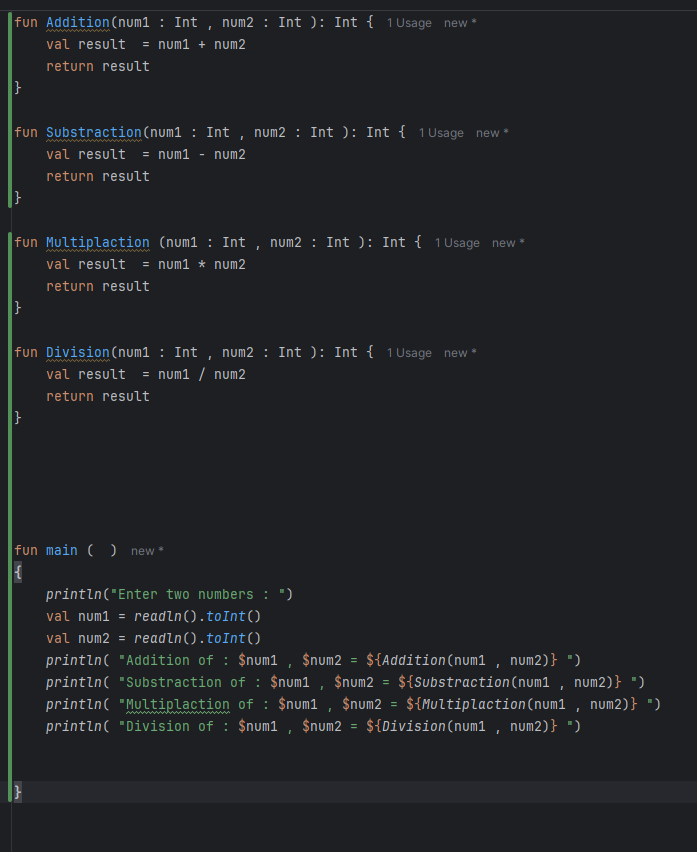 fun Addition(num1 : Int , num2 : Int ): Int { 1 Usage new *
    val result  = num1 + num2
    return result
}
fun Substraction(num1 : Int , num2 : Int ): Int { 1 Usage new *
    val result  = num1 - num2
    return result
}
fun Multiplaction (num1 : Int , num2 : Int ): Int { 1 Usage new *
    val result  = num1 * num2
    return result
}
fun Division(num1 : Int , num2 : Int ): Int { 1 Usage new *
    val result  = num1 / num2
    return result
}
fun main (  ) new *
{
    println("Enter two numbers : ")
    val num1 = readln().toInt()
    val num2 = readln().toInt()
    println( "Addition of : $num1 , $num2 = ${Addition(num1 , num2)} ")
    println( "Substraction of : $num1 , $num2 = ${Substraction(num1 , num2)} ")
    println( "Multiplaction of : $num1 , $num2 = ${Multiplaction(num1 , num2)} ")
    println( "Division of : $num1 , $num2 = ${Division(num1 , num2)} ")
}